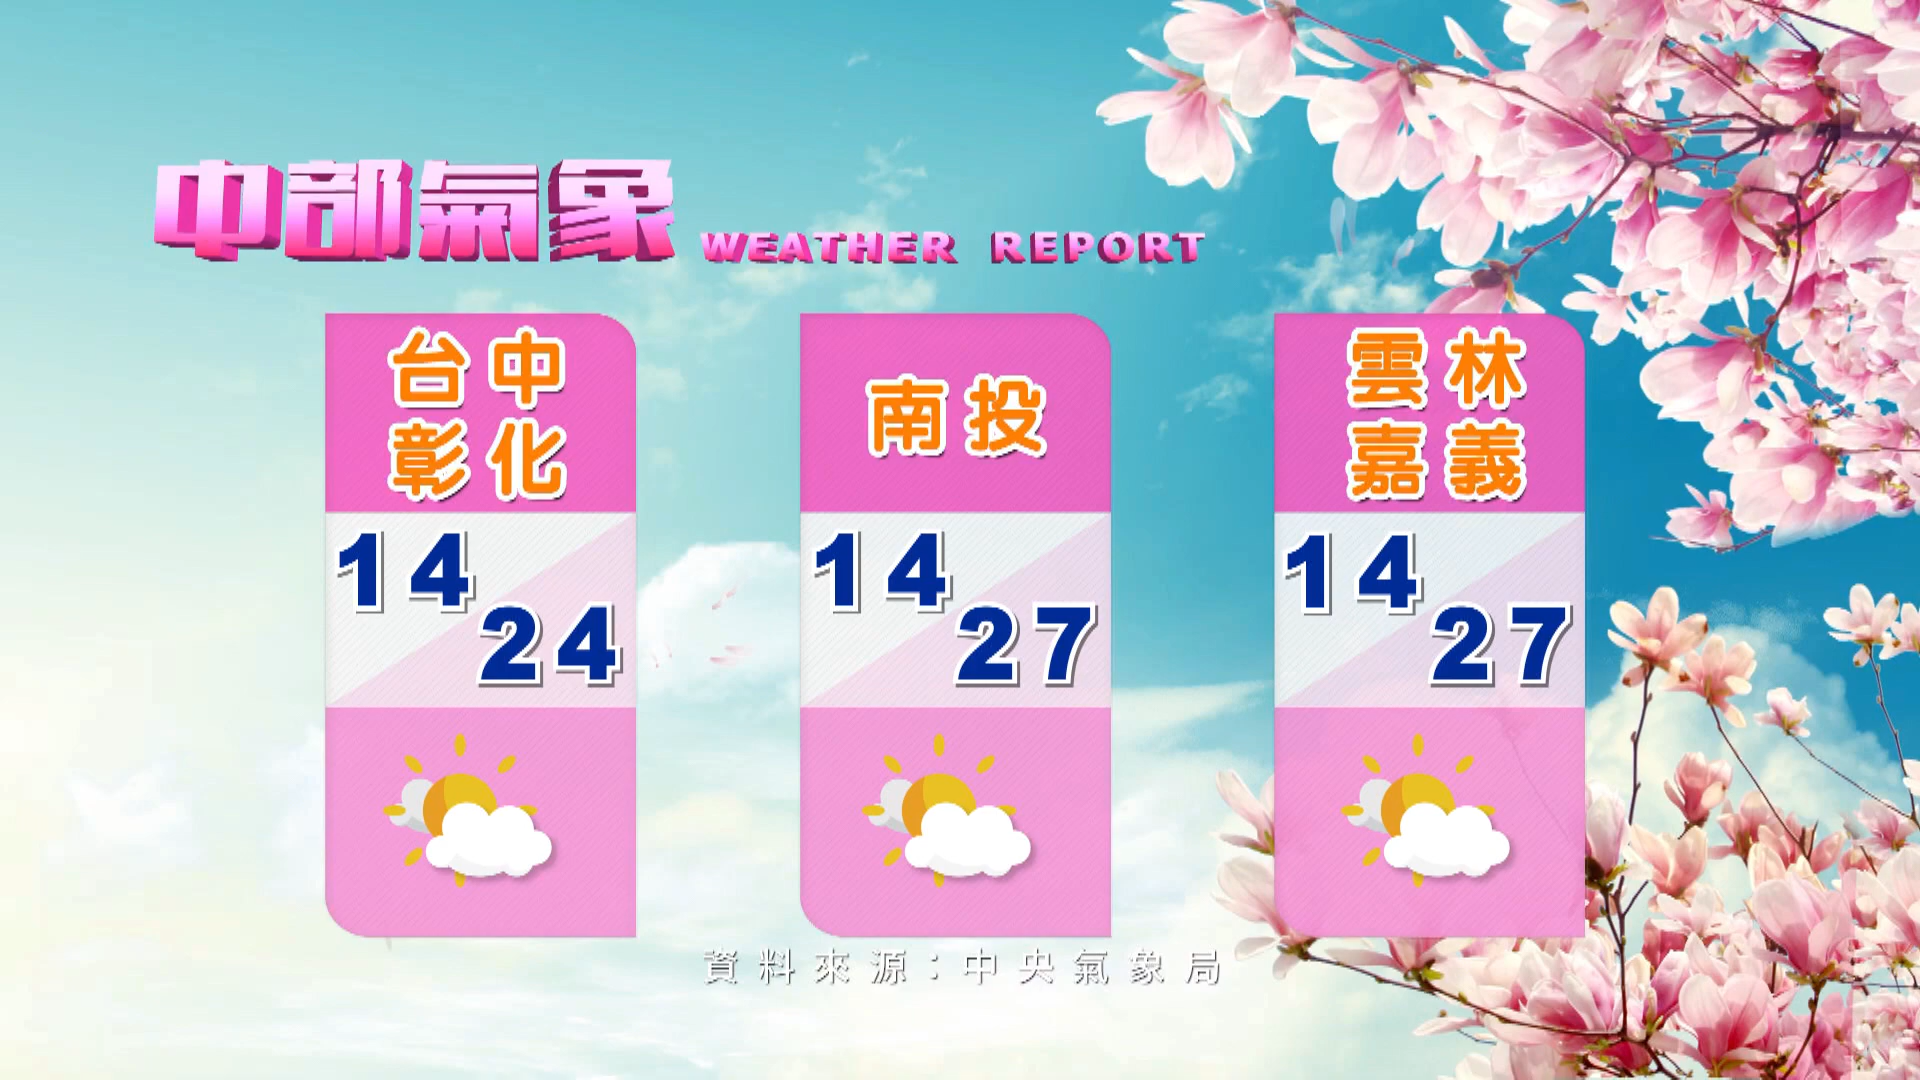 中部氣象 WEATHER REPORT
台中
彰化
14
24
南投
14
27
雲林
嘉義
14
27
資料來源：中央氣象局